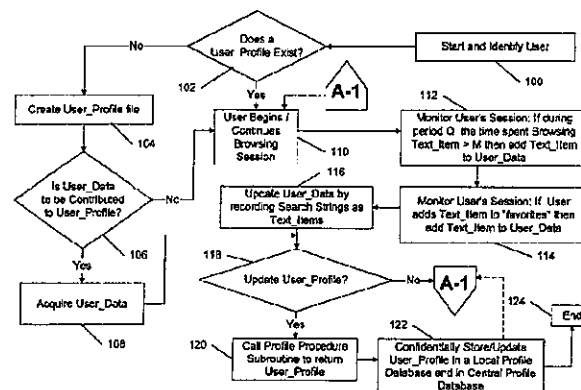 Start and Identify User
100
Does a
User_Profile Exist?
102
No
Yes
A-1
Create User_Profile file
104
User Begins /
Continues
Browsing
Session
110
112
Monitor User's Session: If during
period Q the time spent Browsing
Text_Item > M then add Text_Item
to User_Data
Is
User_Data
to be Contributed
to User_Profile?
106
No
Yes
Acquire User_Data
108
116
Update User_Data by
recording Search Strings as
Text_Items
Monitor User's Session: If User
adds Text_Item to "favorites" then
add Text_Item to User_Data
114
118
Update User_Profile?
No
A-1
Yes
120
Call Profile Procedure
Subroutine to return
User_Profile
122
Confidentially Store/Update
User_Profile in a Local Profile
Database and in Central Profile
Database
124
End